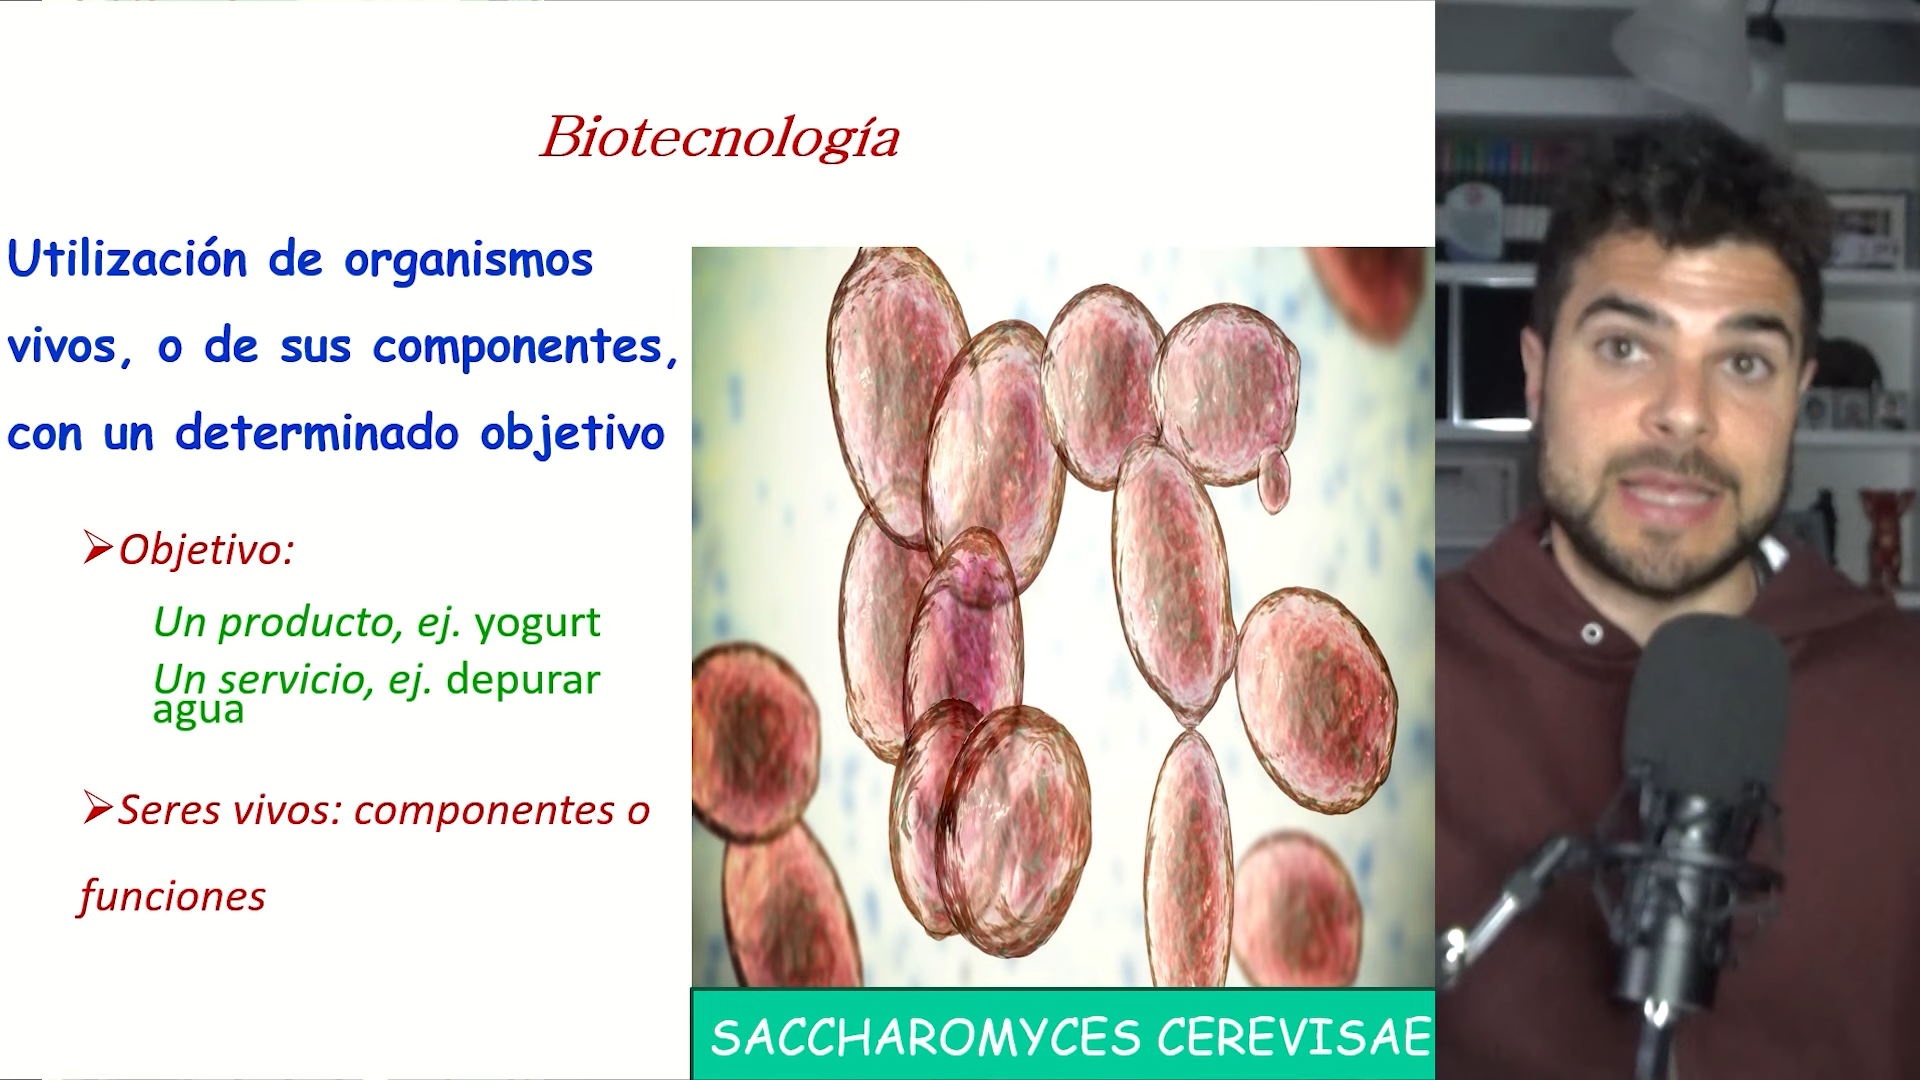 Biotecnología
Utilización de organismos
vivos, o de sus componentes,
con un determinado objetivo
➢Objetivo:
Un producto, ej. yogurt
Un servicio, ej. depurar
agua
➢Seres vivos: componentes o
funciones
SACCHAROMYCES CEREVISAE